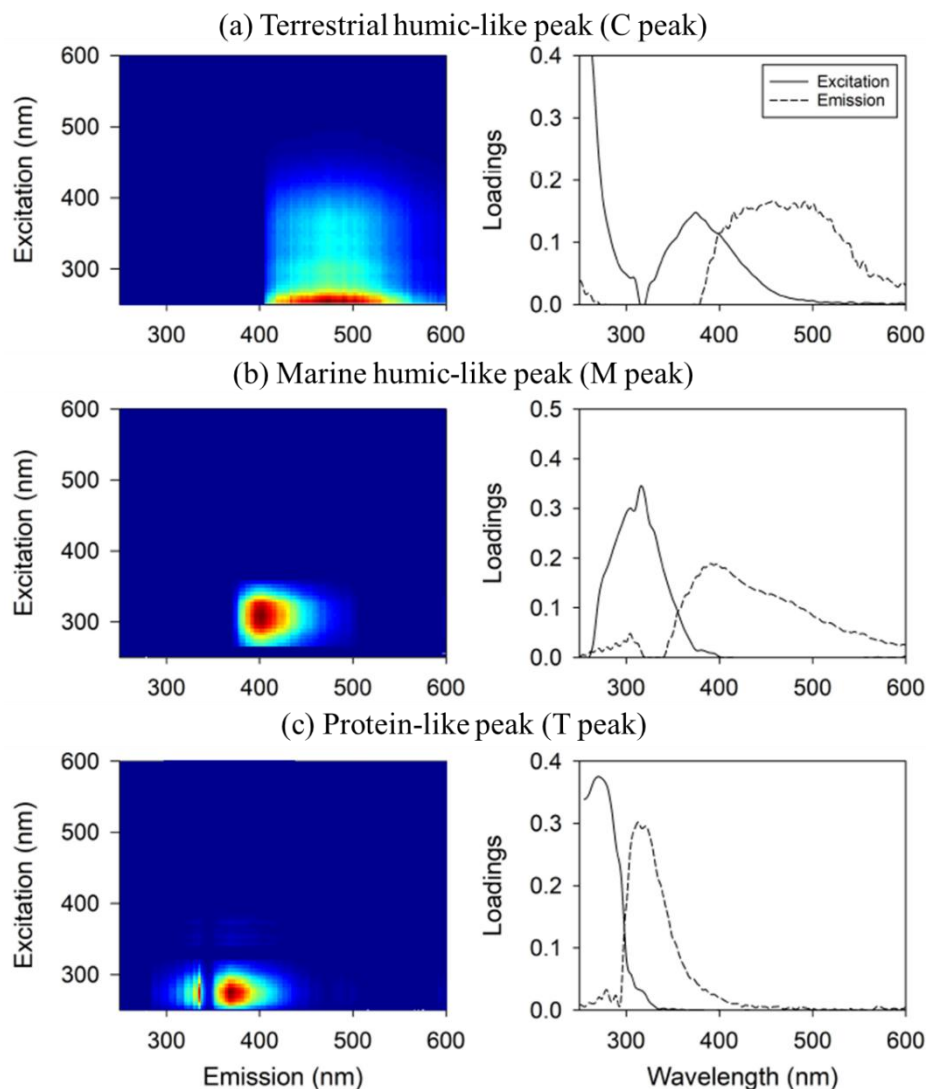 (a) Terrestrial humic-like peak (C peak)
600
500
400
300
Excitation (nm)
300 400 500 600
0.4
0.3
0.2
0.1
0.0
Loadings
Excitation
Emission
300 400 500 600
(b) Marine humic-like peak (M peak)
600
500
400
300
Excitation (nm)
300 400 500 600
0.5
0.4
0.3
0.2
0.1
0.0
Loadings
300 400 500 600
(c) Protein-like peak (T peak)
600
500
400
300
Excitation (nm)
300 400 500 600
Emission (nm)
0.4
0.3
0.2
0.1
0.0
Loadings
300 400 500 600
Wavelength (nm)